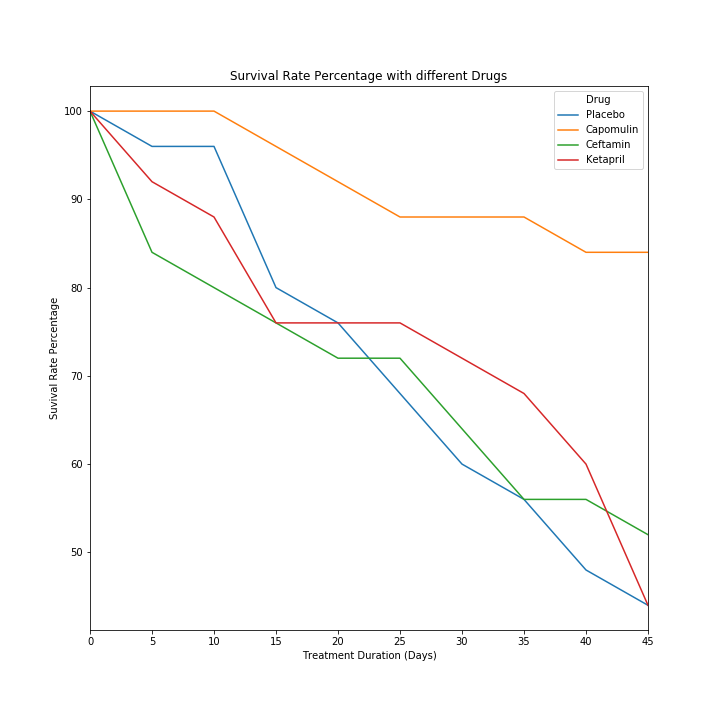 Survival Rate Percentage with different Drugs
Drug
Placebo
Capomulin
Ceftamin
Ketapril
100
90
80
70
60
50
Suvival Rate Percentage
0 5 10 15 20 25 30 35 40 45
Treatment Duration (Days)